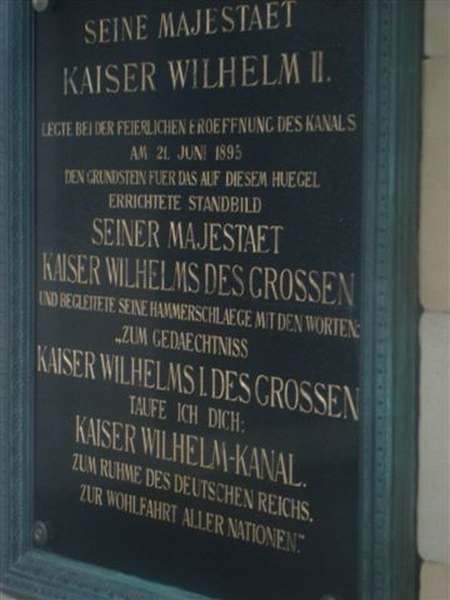 SEINE MAJESTAET
KAISER WILHELM II.
LEGTE BEI DER FEIERLICHEN EROEFFNUNG DES KANALS
AM 21. JUNI 1895
DEN GRUNDSTEIN FUER DAS AUF DIESEM HUEGEL
ERRICHTETE STANDBILD
SEINER MAJESTAET
KAISER WILHELMS DES GROSSEN
UND BEGLEITETE SEINE HAMMERSCHLAEGE MIT DEN WORTEN:
„ZUM GEDAECHTNISS
KAISER WILHELMS I. DES GROSSEN
TAUFE ICH DICH:
KAISER WILHELM-KANAL.
ZUM RUHME DES DEUTSCHEN REICHS.
ZUR WOHLFAHRT ALLER NATIONEN.”